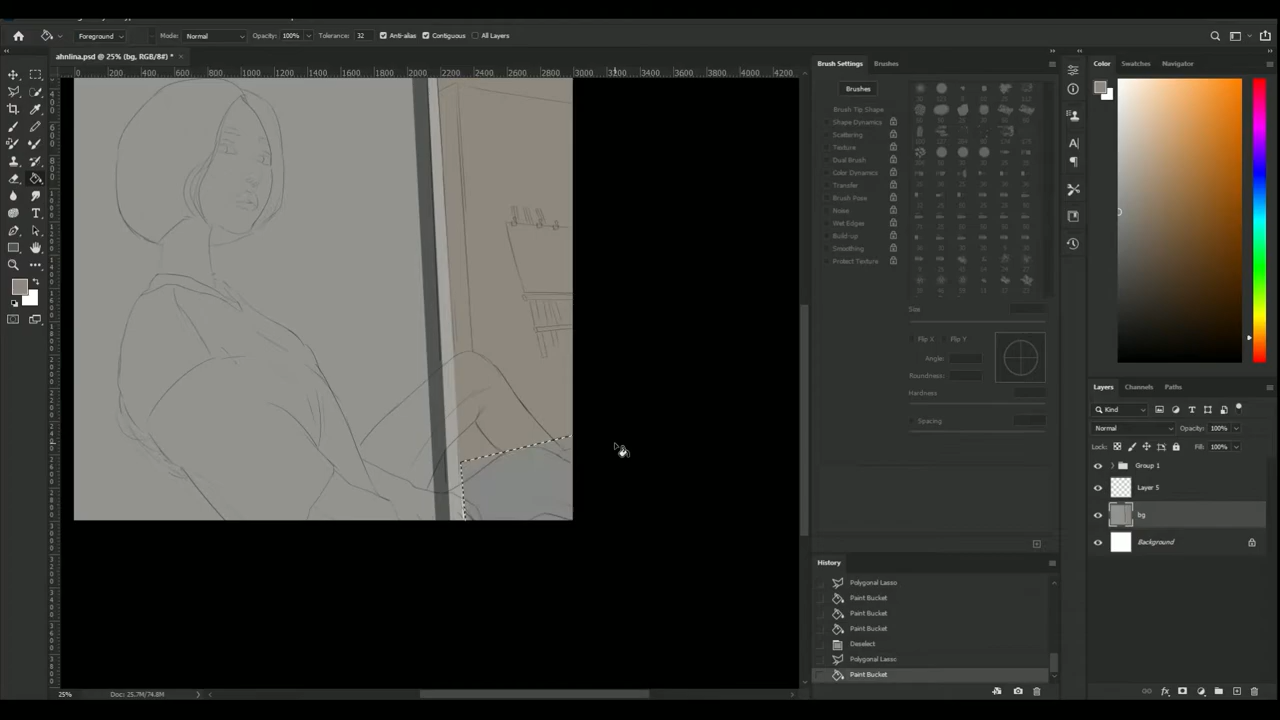 Foreground Mode: Normal Opacity: 100% Tolerance: 32 Anti-alias Contiguous All Layers
ahnlina.psd @ 25% (bg, RGB/8#) * ×
0 200 400 600 800 1000 1200 1400 1600 1800 2000 2200 2400 2600 2800 3000 3200 3400 3600 3800 4000 4200
Brush Settings Brushes
Brushes
Brush Tip Shape
Shape Dynamics
Scattering
Texture
Dual Brush
Color Dynamics
Transfer
Brush Pose
Noise
Wet Edges
Build-up
Smoothing
Protect Texture
Size
Flip X Flip Y
Angle:
Roundness:
Hardness
Spacing
History
Polygonal Lasso
Paint Bucket
Paint Bucket
Paint Bucket
Deselect
Polygonal Lasso
Paint Bucket
Color Swatches Navigator
Layers Channels Paths
Kind
Normal Opacity: 100%
Lock: Fill: 100%
Group 1
Layer 5
bg
Background
25% Doc: 25.7M/74.8M